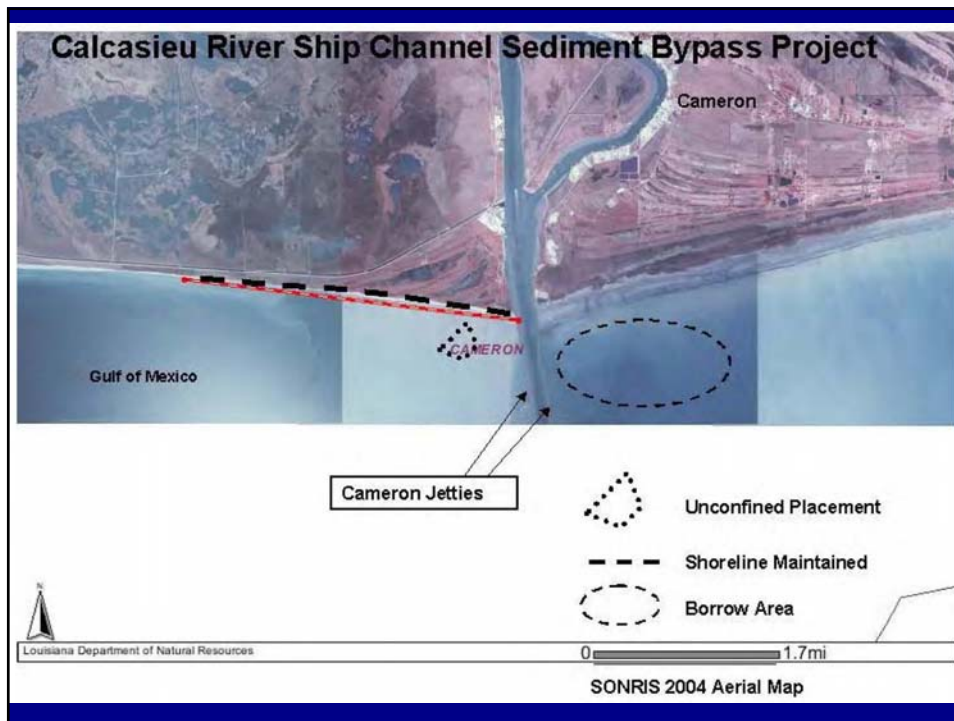 Calcasieu River Ship Channel Sediment Bypass Project
Cameron
CAMERON
Gulf of Mexico
Cameron Jetties
Unconfined Placement
Shoreline Maintained
Borrow Area
N
Louisiana Department of Natural Resources
0 1.7mi
SONRIS 2004 Aerial Map